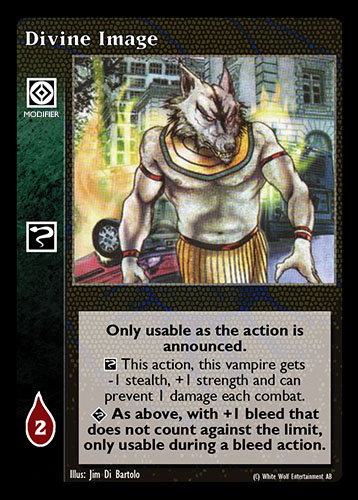 Divine Image
MODIFIER
Only usable as the action is
announced.
This action, this vampire gets
-1 stealth, +1 strength and can
prevent 1 damage each combat.
As above, with +1 bleed that
does not count against the limit,
only usable during a bleed action.
2
Illus: Jim Di Bartolo
(C) White Wolf Entertainment AB